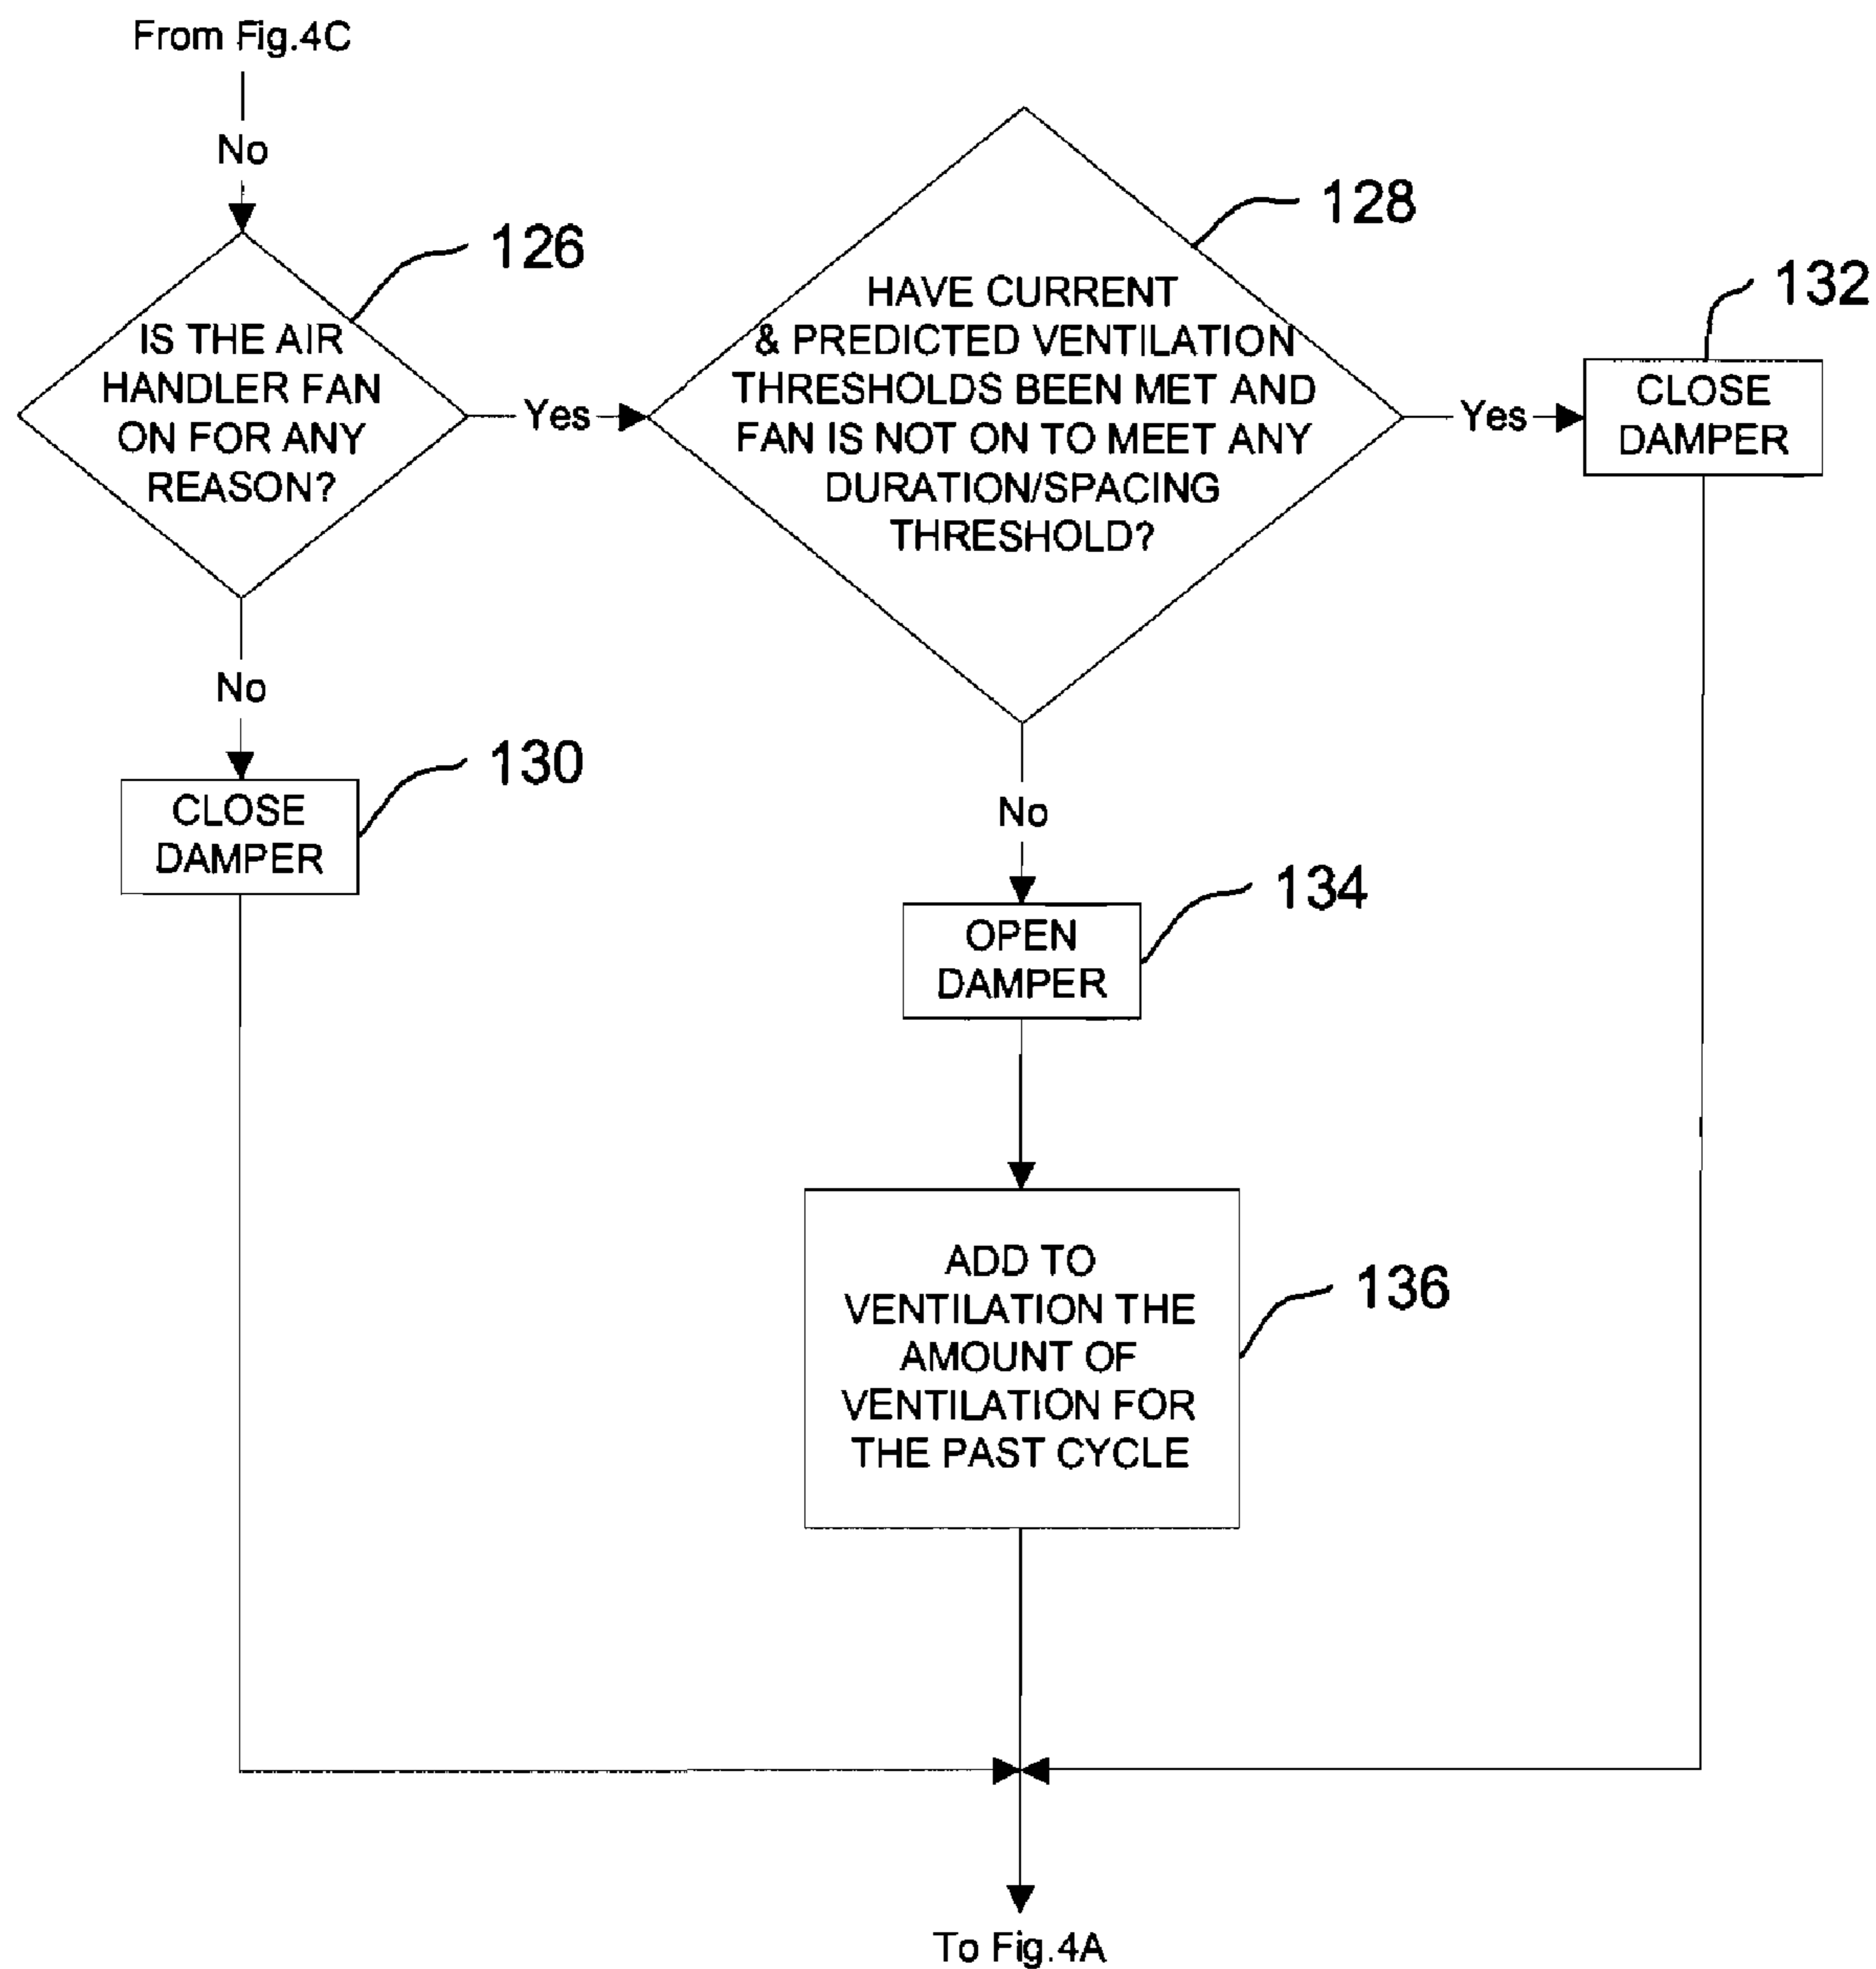 From Fig.4C
No
126
IS THE AIR
HANDLER FAN
ON FOR ANY
REASON?
Yes
128
HAVE CURRENT
& PREDICTED VENTILATION
THRESHOLDS BEEN MET AND
FAN IS NOT ON TO MEET ANY
DURATION/SPACING
THRESHOLD?
Yes
132
CLOSE
DAMPER
No
130
CLOSE
DAMPER
No
134
OPEN
DAMPER
136
ADD TO
VENTILATION THE
AMOUNT OF
VENTILATION FOR
THE PAST CYCLE
To Fig.4A